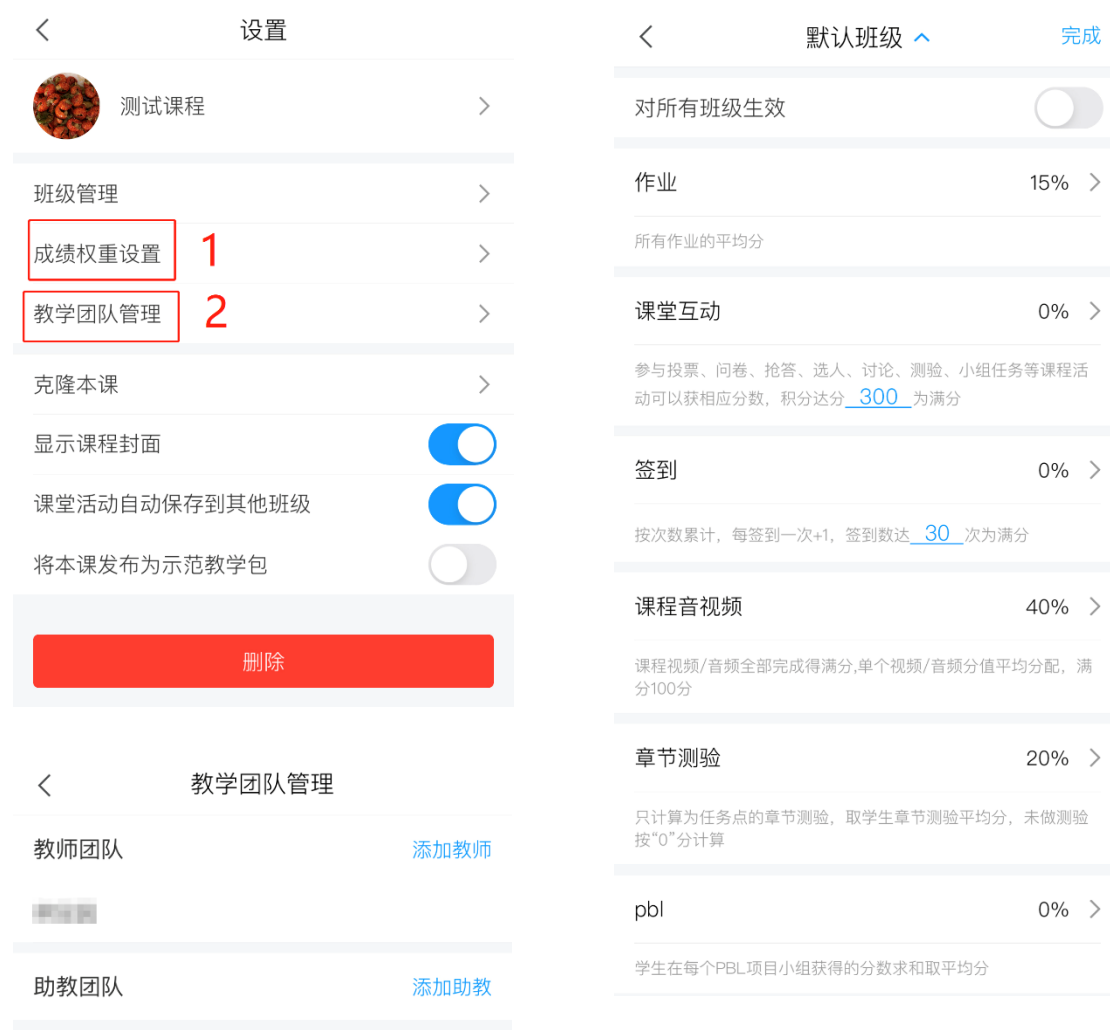 设置
测试课程
班级管理
成绩权重设置 1
教学团队管理 2
克隆本课
显示课程封面
课堂活动自动保存到其他班级
将本课发布为示范教学包
删除
教学团队管理
教师团队 添加教师
助教团队 添加助教
默认班级 完成
对所有班级生效
作业 15%
所有作业的平均分
课堂互动 0%
参与投票、问卷、抢答、选人、讨论、测验、小组任务等课程活
动可以获相应分数，积分达分 300 为满分
签到 0%
按次数累计，每签到一次+1，签到数达 30 次为满分
课程音视频 40%
课程视频/音频全部完成得满分,单个视频/音频分值平均分配，满
分100分
章节测验 20%
只计算为任务点的章节测验，取学生章节测验平均分，未做测验
按“0”分计算
pbl 0%
学生在每个PBL项目小组获得的分数求和取平均分